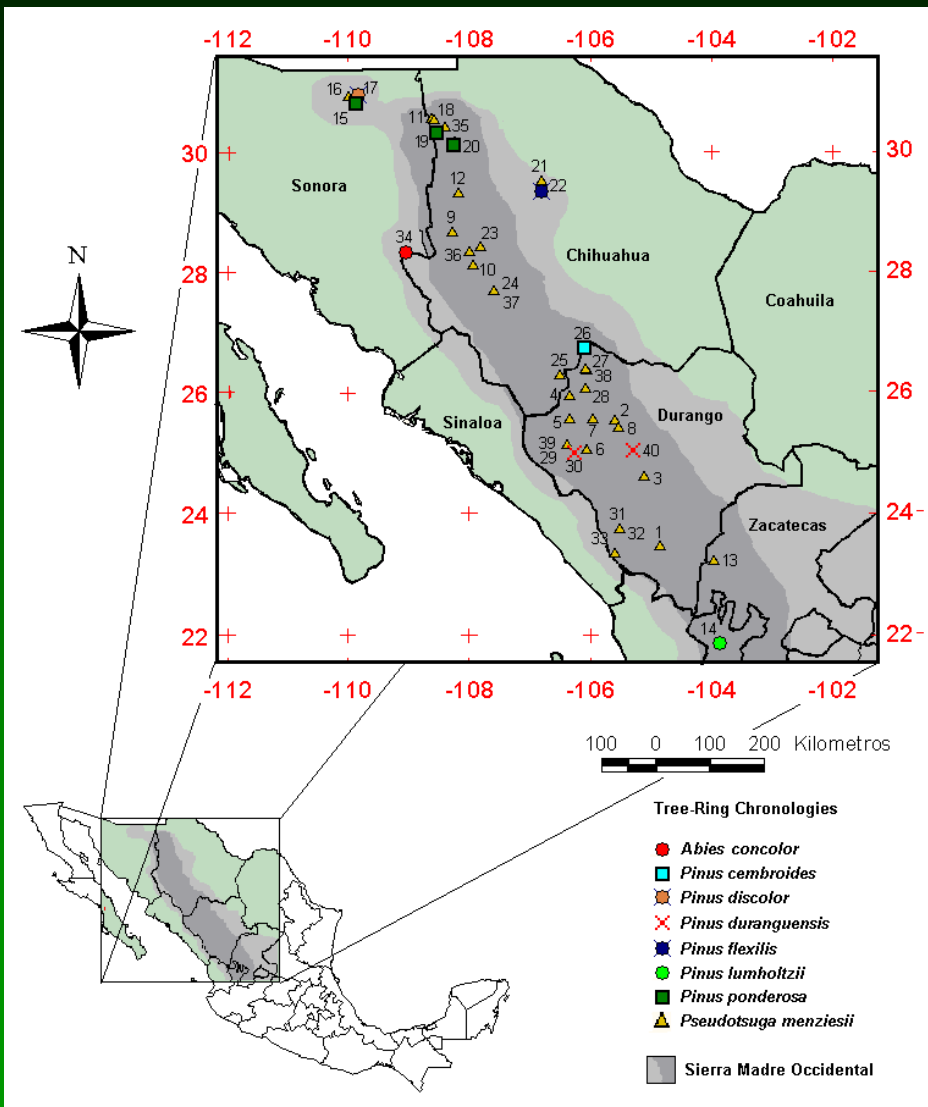 -112 -110 -108 -106 -104 -102
16 17
15
11 18
35
19
20
30 30
21
22
Sonora
12
9
23
34
36
10
Chihuahua
28 28
24
37
Coahuila
N
26
25 27
38
26 26
4
28
Sinaloa
Durango
5 7 2
8
39
29 6
30
40
3
24 24-
31
32 1
33
Zacatecas
13
14
22 22-
-112 -110 -108 -106 -104 -102
100 0 100 200 Kilometros
Tree-Ring Chronologies
Abies concolor
Pinus cembroides
Pinus discolor
Pinus duranguensis
Pinus flexilis
Pinus lumholtzii
Pinus ponderosa
Pseudotsuga menziesii
Sierra Madre Occidental